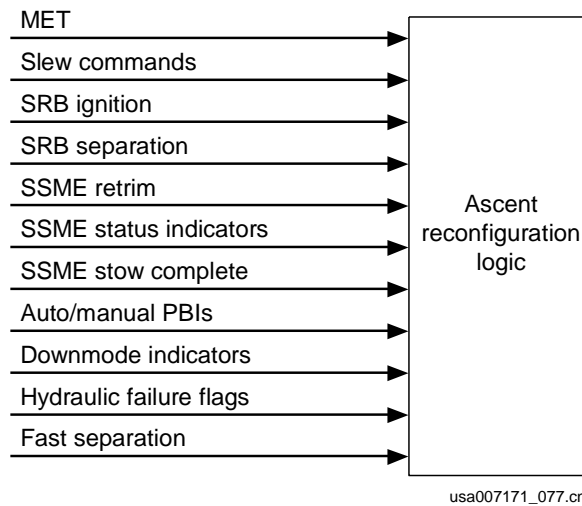 MET
Slew commands
SRB ignition
SRB separation
SSME retrim
SSME status indicators
SSME stow complete
Auto/manual PBIs
Downmode indicators
Hydraulic failure flags
Fast separation
Ascent
reconfiguration
logic
usa007171_077.cr